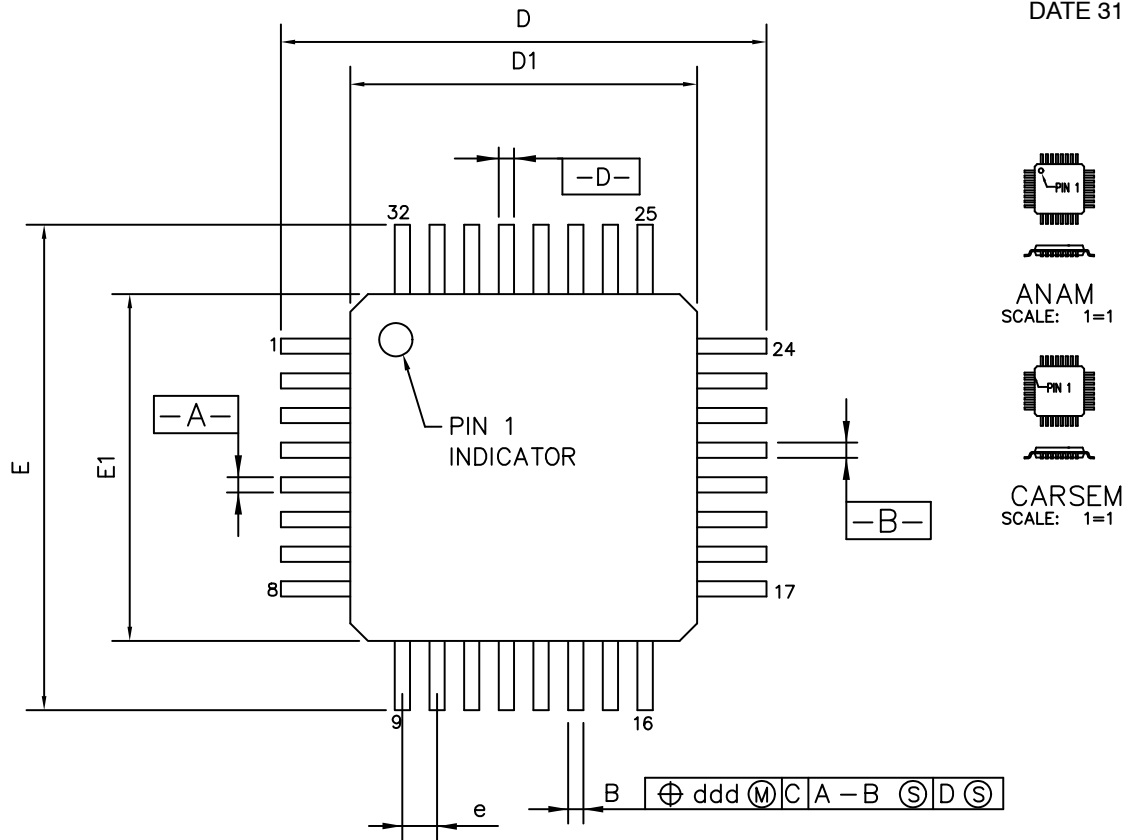 DATE 31
D
D1
-D-
32
25
PIN 1
ANAM
SCALE: 1=1
1
24
-A-
PIN 1
INDICATOR
E
E1
PIN 1
CARSEM
SCALE: 1=1
-B-
8
17
9
16
e
B
⌖ ddd Ⓜ C A-B Ⓢ D Ⓢ